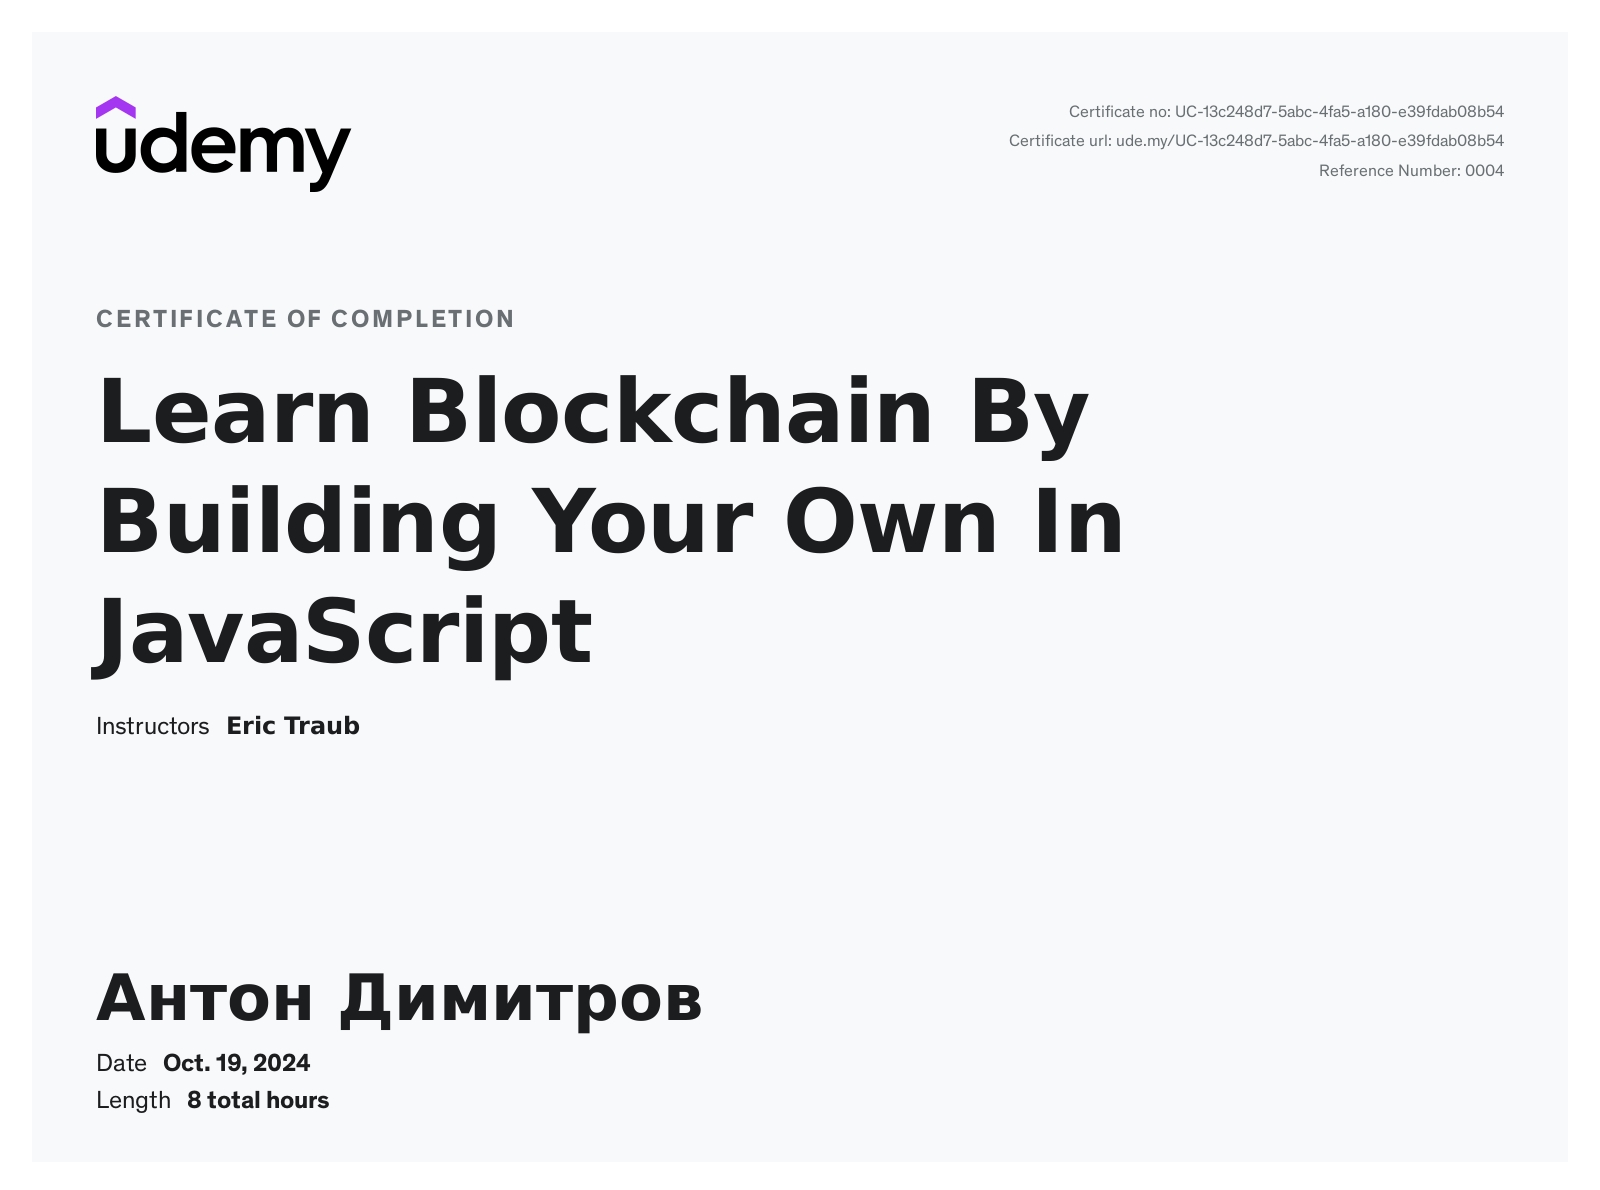 udemy
Certificate no: UC-13c248d7-5abc-4fa5-a180-e39fdab08b54
Certificate url: ude.my/UC-13c248d7-5abc-4fa5-a180-e39fdab08b54
Reference Number: 0004
CERTIFICATE OF COMPLETION
Learn Blockchain By
Building Your Own In
JavaScript
Instructors Eric Traub
Антон Димитров
Date Oct. 19, 2024
Length 8 total hours